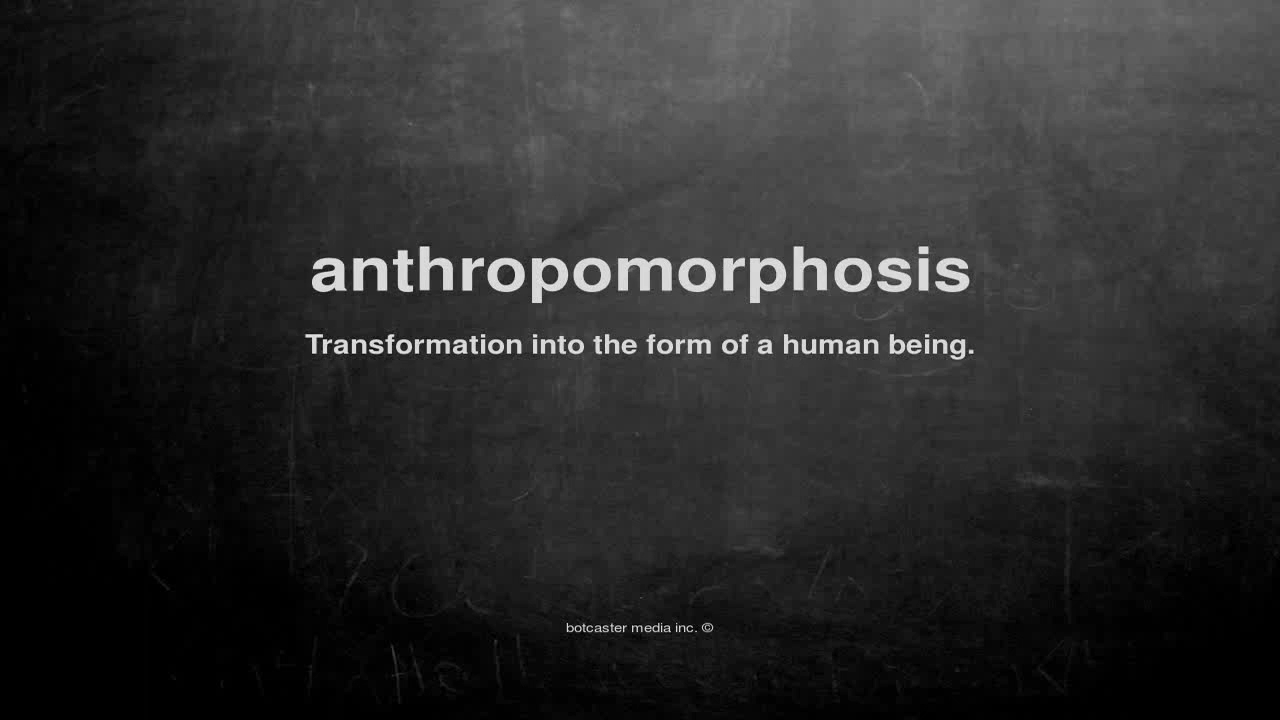 anthropomorphosis
Transformation into the form of a human being.
botcaster media inc. ©